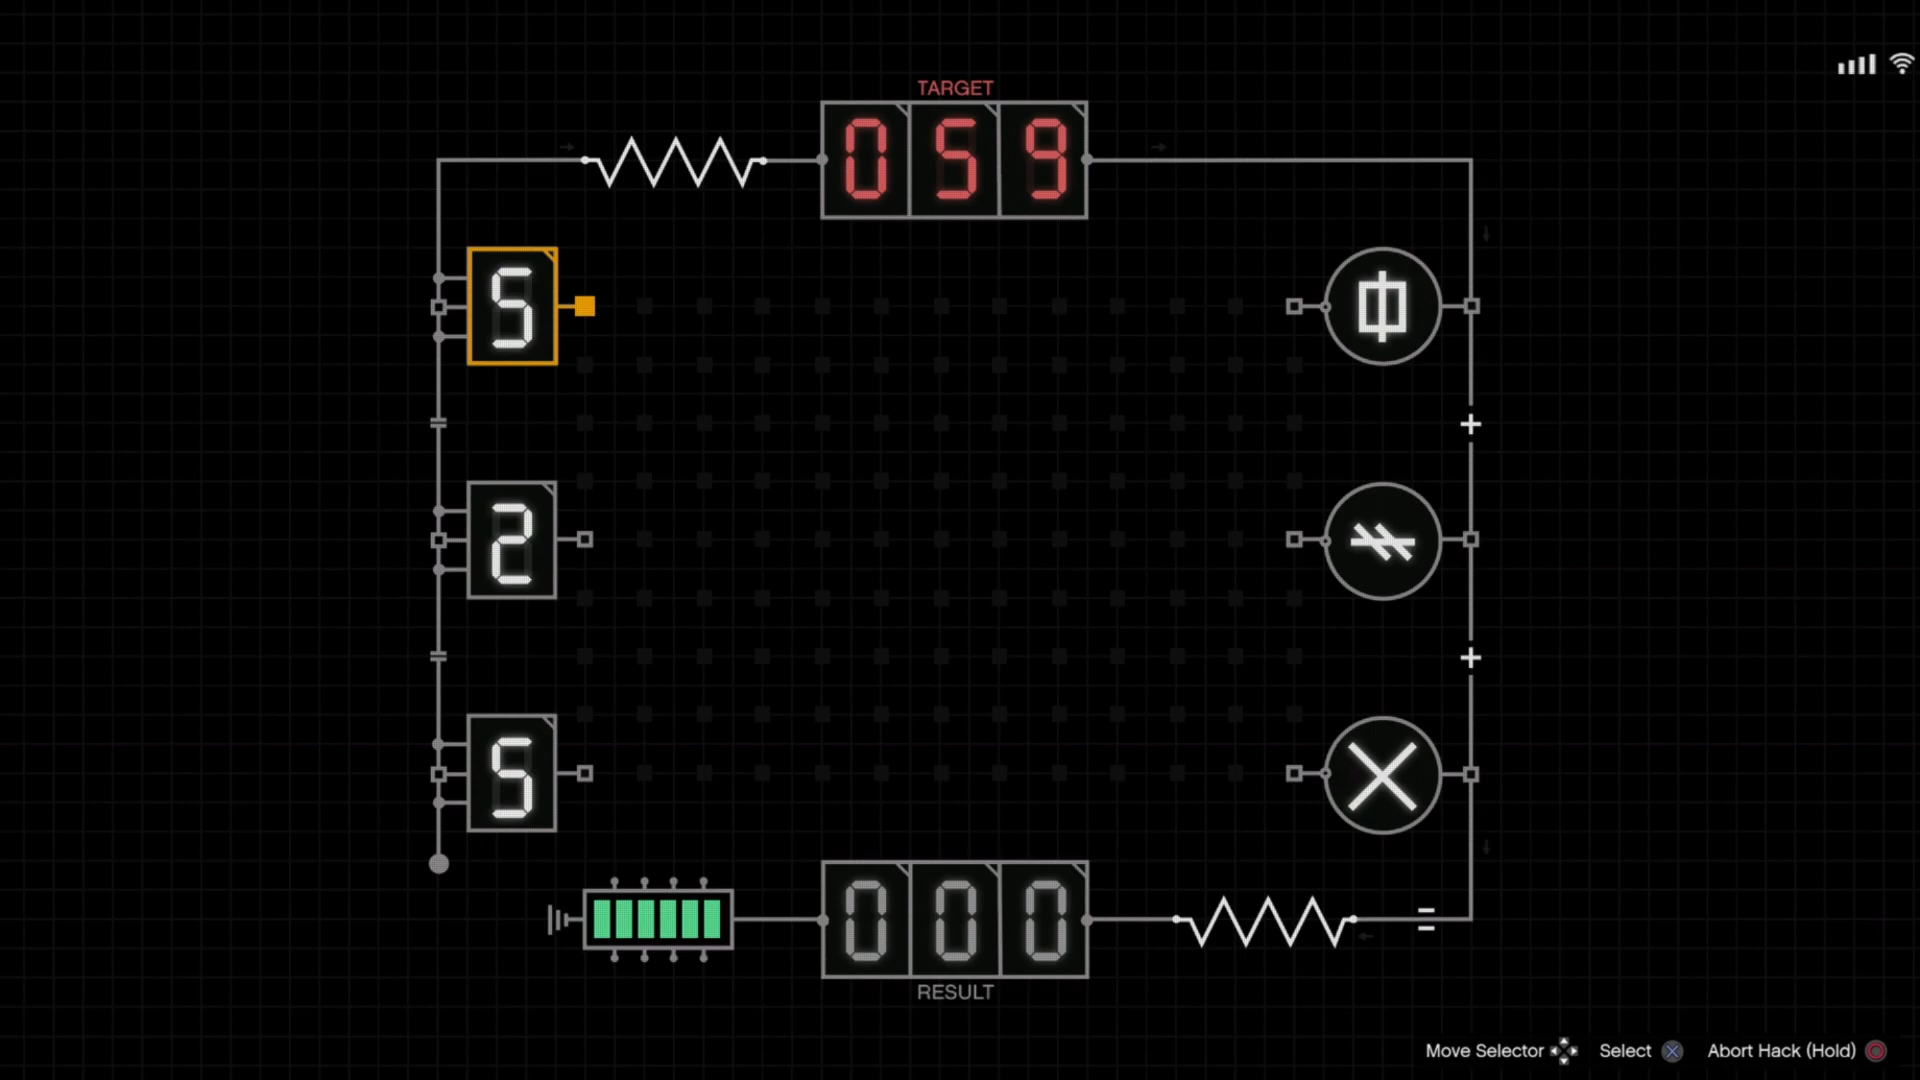 TARGET
059
5
2
5
+
+
=
000
RESULT
Move Selector Select Abort Hack (Hold)